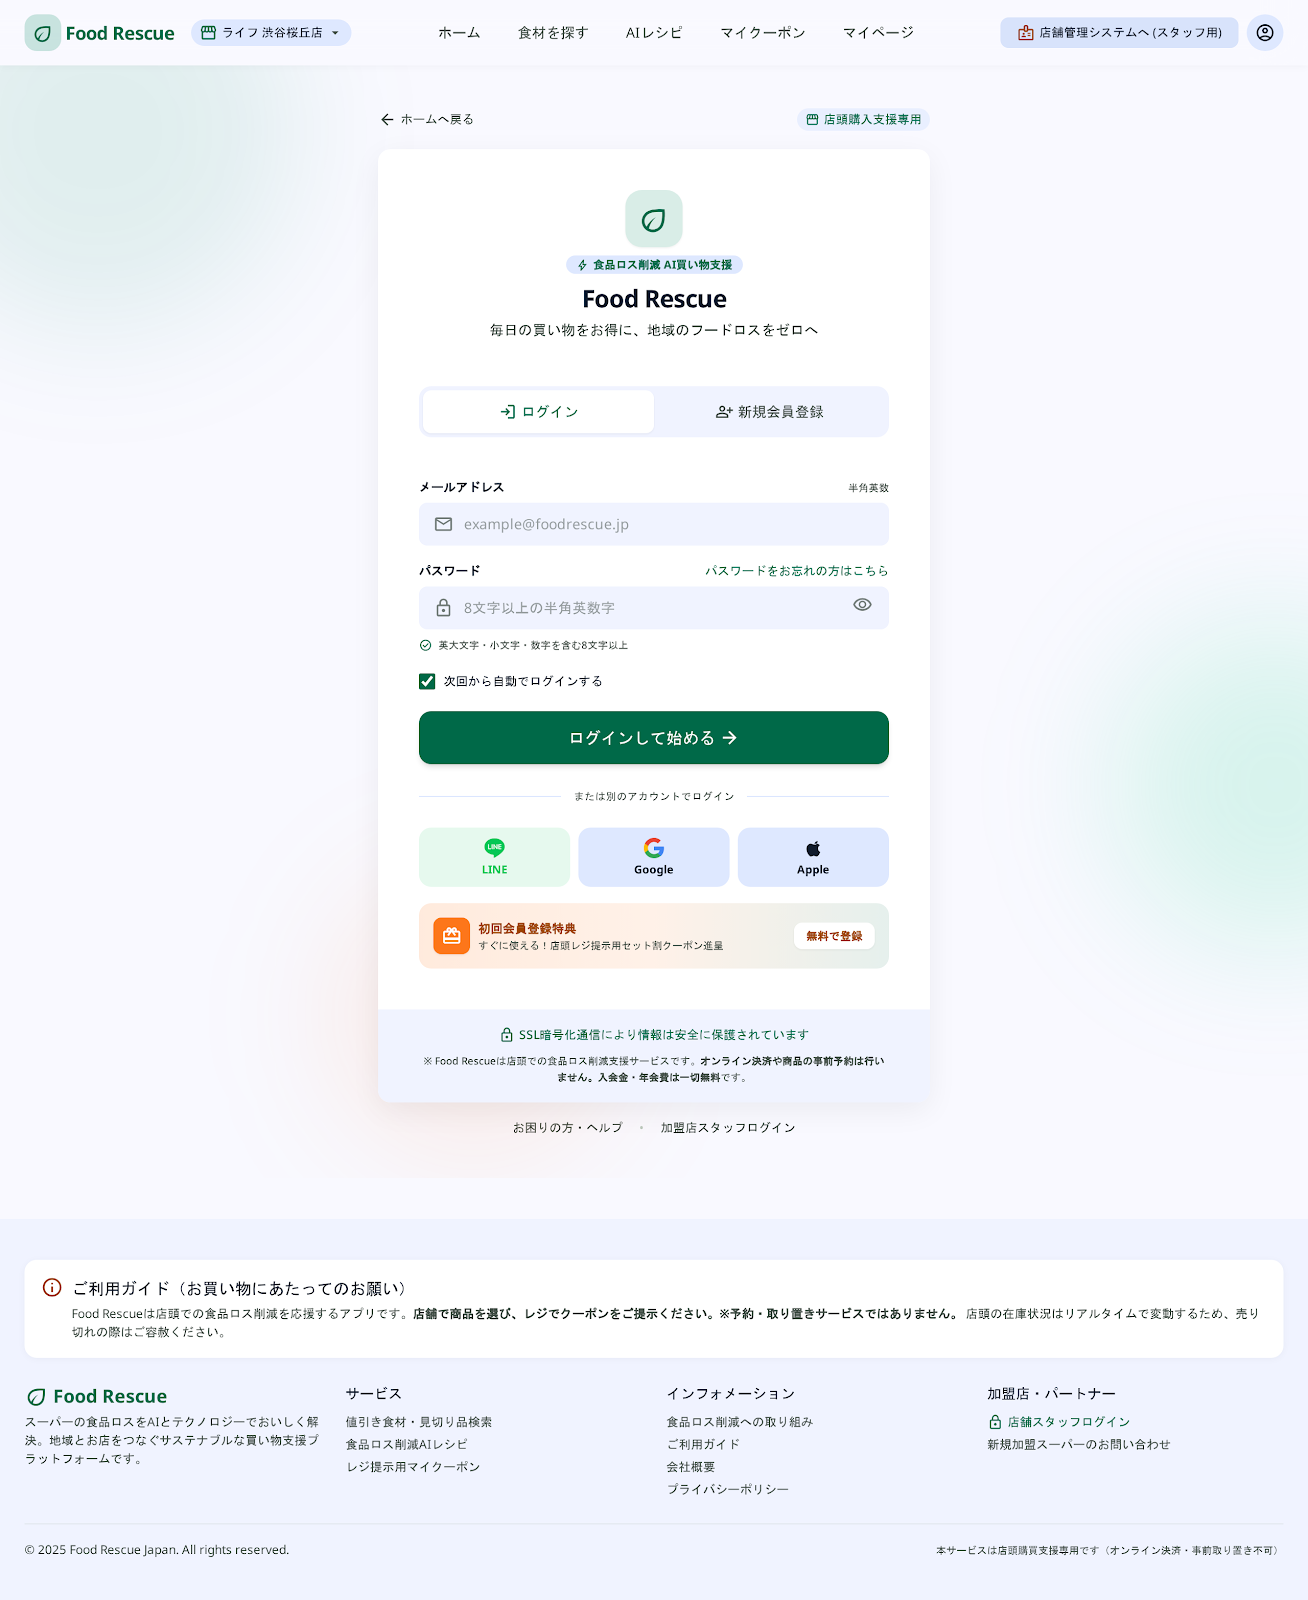 Food Rescue
ライフ 渋谷桜丘店
ホーム
食材を探す
AIレシピ
マイクーポン
マイページ
店舗管理システムへ (スタッフ用)
ホームへ戻る
店頭購入支援専用
食品ロス削減 AI買い物支援
Food Rescue
毎日の買い物をお得に、地域のフードロスをゼロへ
ログイン
新規会員登録
メールアドレス
半角英数
example@foodrescue.jp
パスワード
パスワードをお忘れの方はこちら
8文字以上の半角英数字
英大文字・小文字・数字を含む8文字以上
次回から自動でログインする
ログインして始める
または別のアカウントでログイン
LINE
LINE
Google
Apple
初回会員登録特典
すぐに使える！店頭レジ提示用セット割クーポン進呈
無料で登録
SSL暗号化通信により情報は安全に保護されています
※ Food Rescueは店頭での食品ロス削減支援サービスです。オンライン決済や商品の事前予約は行い
ません。入会金・年会費は一切無料です。
お困りの方・ヘルプ
加盟店スタッフログイン
ご利用ガイド（お買い物にあたってのお願い）
Food Rescueは店頭での食品ロス削減を応援するアプリです。店舗で商品を選び、レジでクーポンをご提示ください。※予約・取り置きサービスではありません。 店頭の在庫状況はリアルタイムで変動するため、売り
切れの際はご容赦ください。
Food Rescue
スーパーの食品ロスをAIとテクノロジーでおいしく解
決。地域とお店をつなぐサステナブルな買い物支援プ
ラットフォームです。
サービス
値引き食材・見切り品検索
食品ロス削減AIレシピ
レジ提示用マイクーポン
インフォメーション
食品ロス削減への取り組み
ご利用ガイド
会社概要
プライバシーポリシー
加盟店・パートナー
店舗スタッフログイン
新規加盟スーパーのお問い合わせ
© 2025 Food Rescue Japan. All rights reserved.
本サービスは店頭購買支援専用です（オンライン決済・事前取り置き不可）